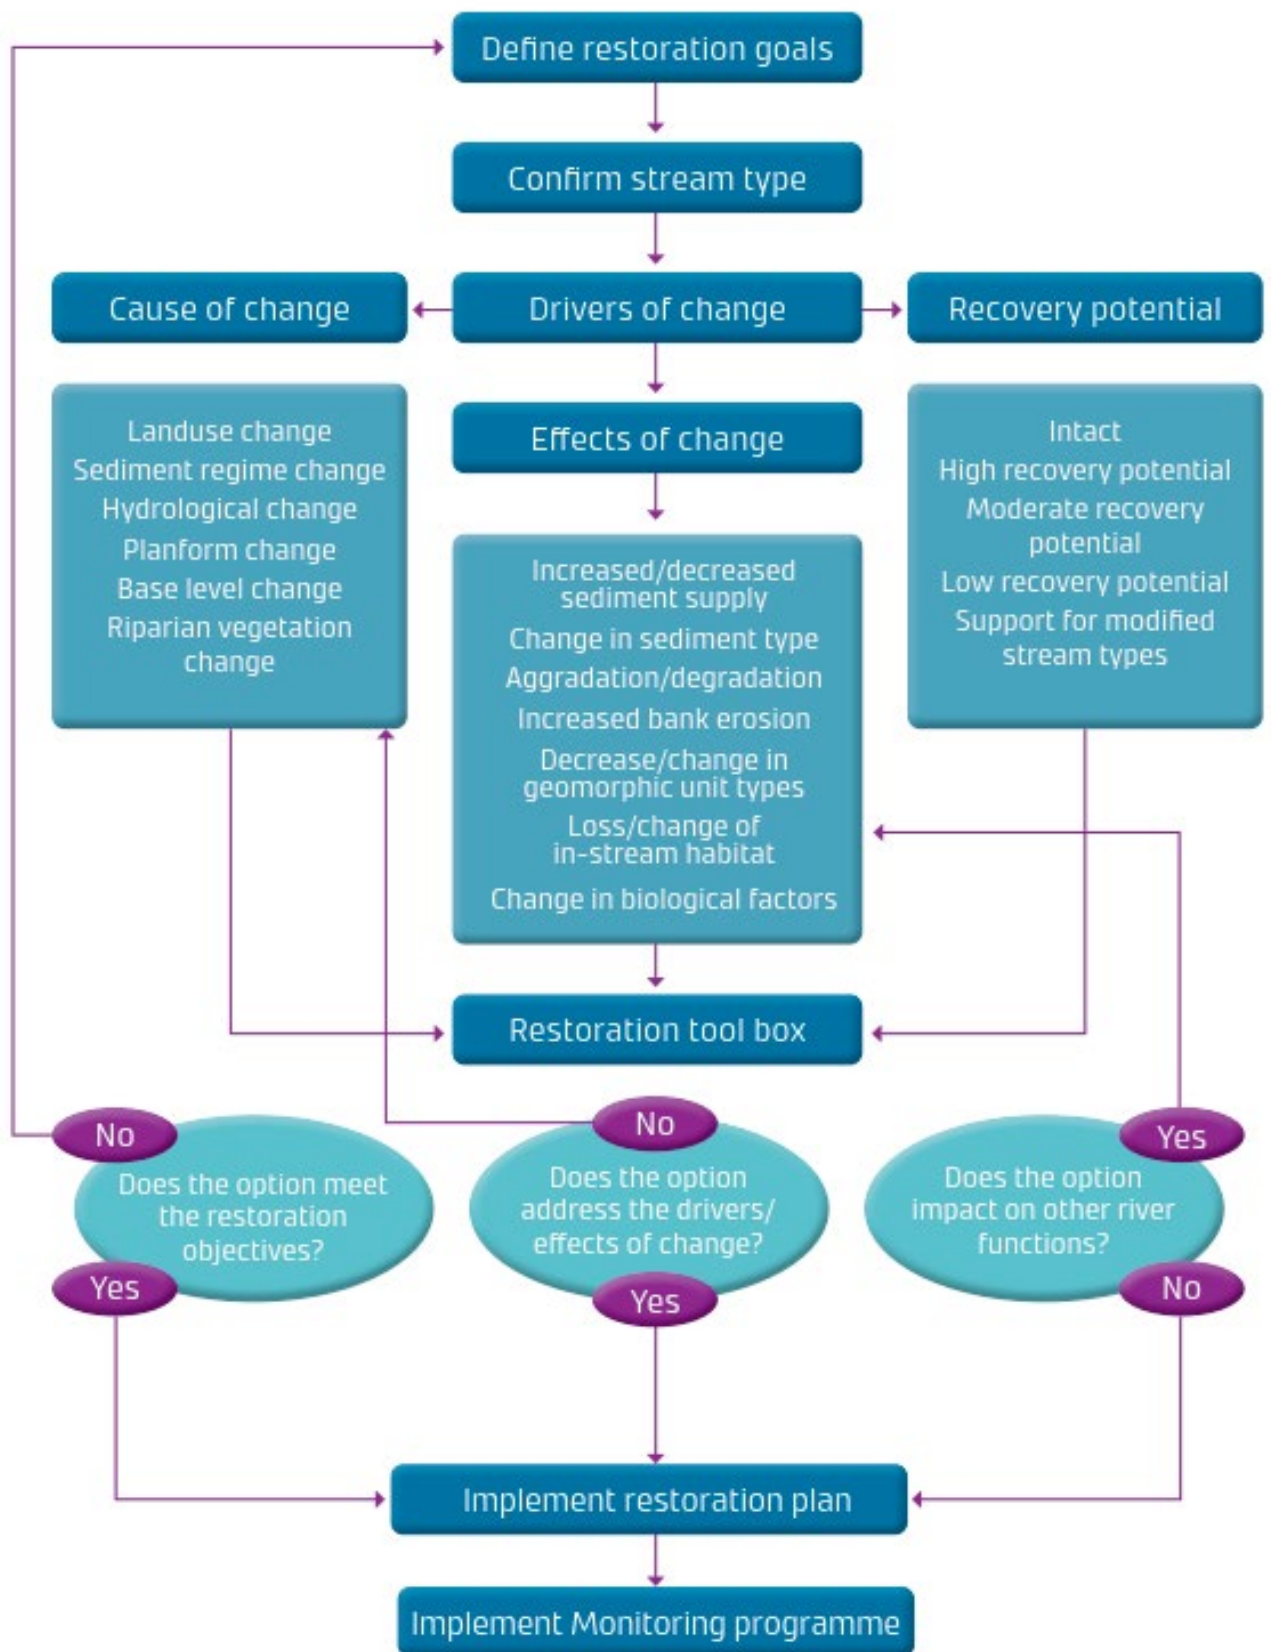 Define restoration goals
Confirm stream type
Cause of change
Drivers of change
Recovery potential
Landuse change
Sediment regime change
Hydrological change
Planform change
Base level change
Riparian vegetation
change
Effects of change
Increased/decreased
sediment supply
Change in sediment type
Aggradation/degradation
Increased bank erosion
Decrease/change in
geomorphic unit types
Loss/change of
in-stream habitat
Change in biological factors
Intact
High recovery potential
Moderate recovery
potential
Low recovery potential
Support for modified
stream types
Restoration tool box
No
Does the option meet
the restoration
objectives?
Yes
No
Does the option
address the drivers/
effects of change?
Yes
Yes
Does the option
impact on other river
functions?
No
Implement restoration plan
Implement Monitoring programme